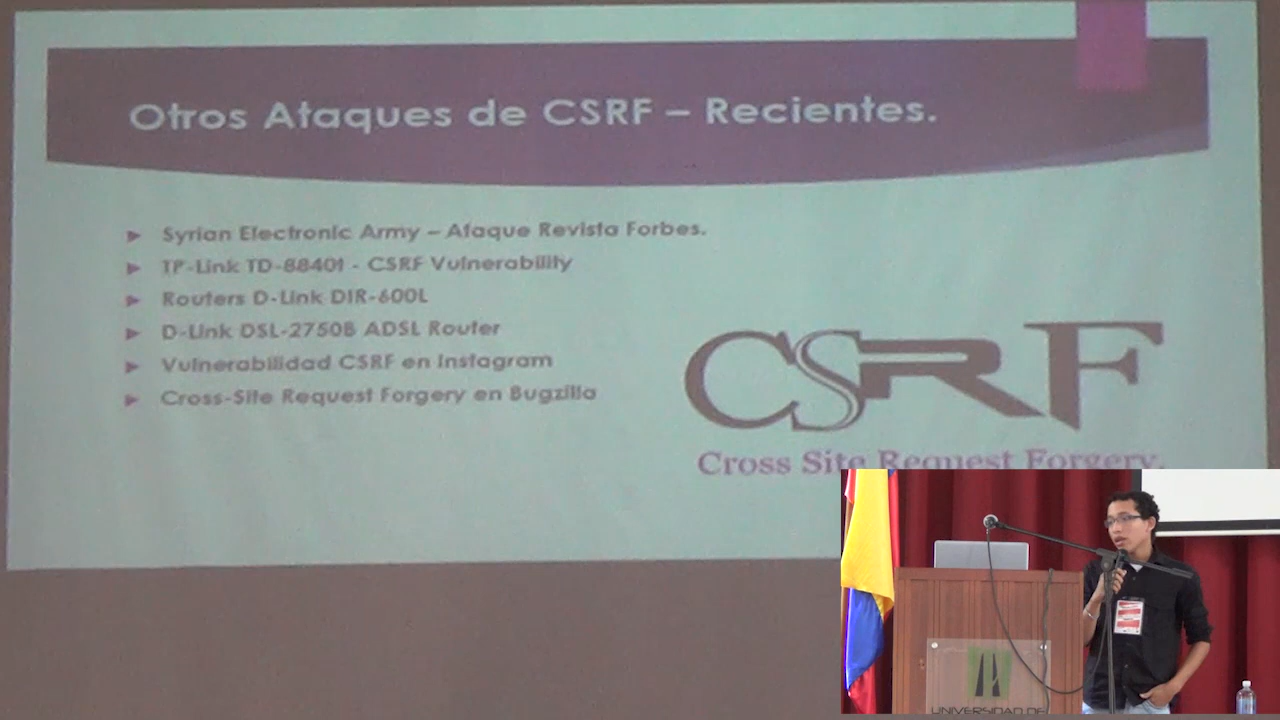 Otros Ataques de CSRF – Recientes.
Syrian Electronic Army – Ataque Revista Forbes.
TP-Link TD-8840t - CSRF Vulnerability
Routers D-Link DIR-600L
D-Link DSL-2750B ADSL Router
Vulnerabilidad CSRF en Instagram
Cross-Site Request Forgery en Bugzilla
CSRF
Cross Site Request Forgery.
UNIVERSIDAD DE